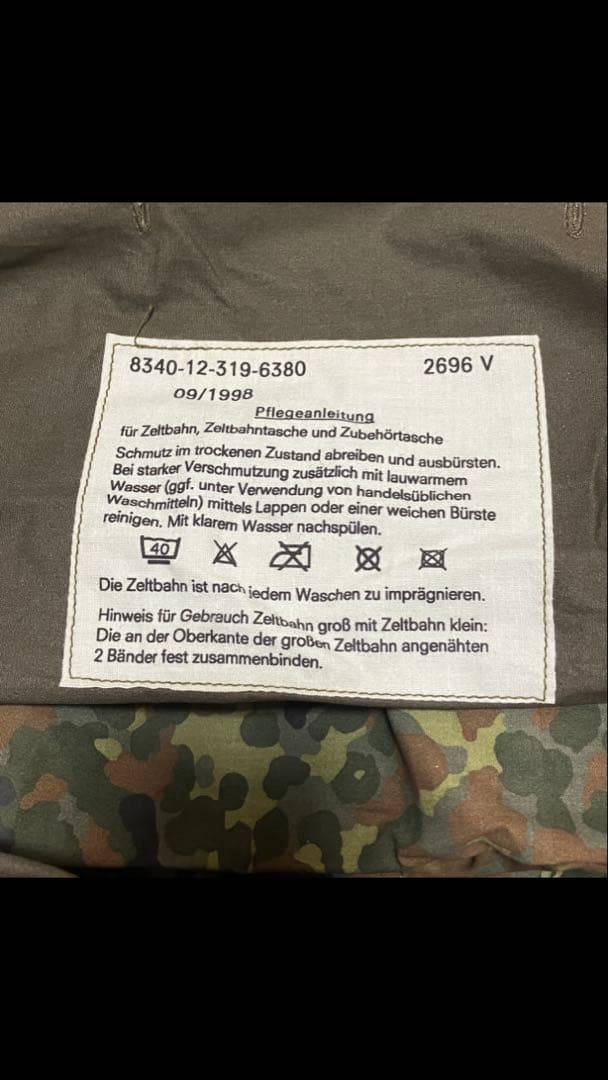 8340-12-319-6380 2696 V
09/1998
Pflegeanleitung
für Zeltbahn, Zeltbahntasche und Zubehörtasche
Schmutz im trockenen Zustand abreiben und ausbürsten.
Bei starker Verschmutzung zusätzlich mit lauwarmem
Wasser (ggf. unter Verwendung von handelsüblichen
Waschmitteln) mittels Lappen oder einer weichen Bürste
reinigen. Mit klarem Wasser nachspülen.
40
Die Zeltbahn ist nach jedem Waschen zu imprägnieren.
Hinweis für Gebrauch Zeltbahn groß mit Zeltbahn klein:
Die an der Oberkante der großen Zeltbahn angenähten
2 Bänder fest zusammenbinden.